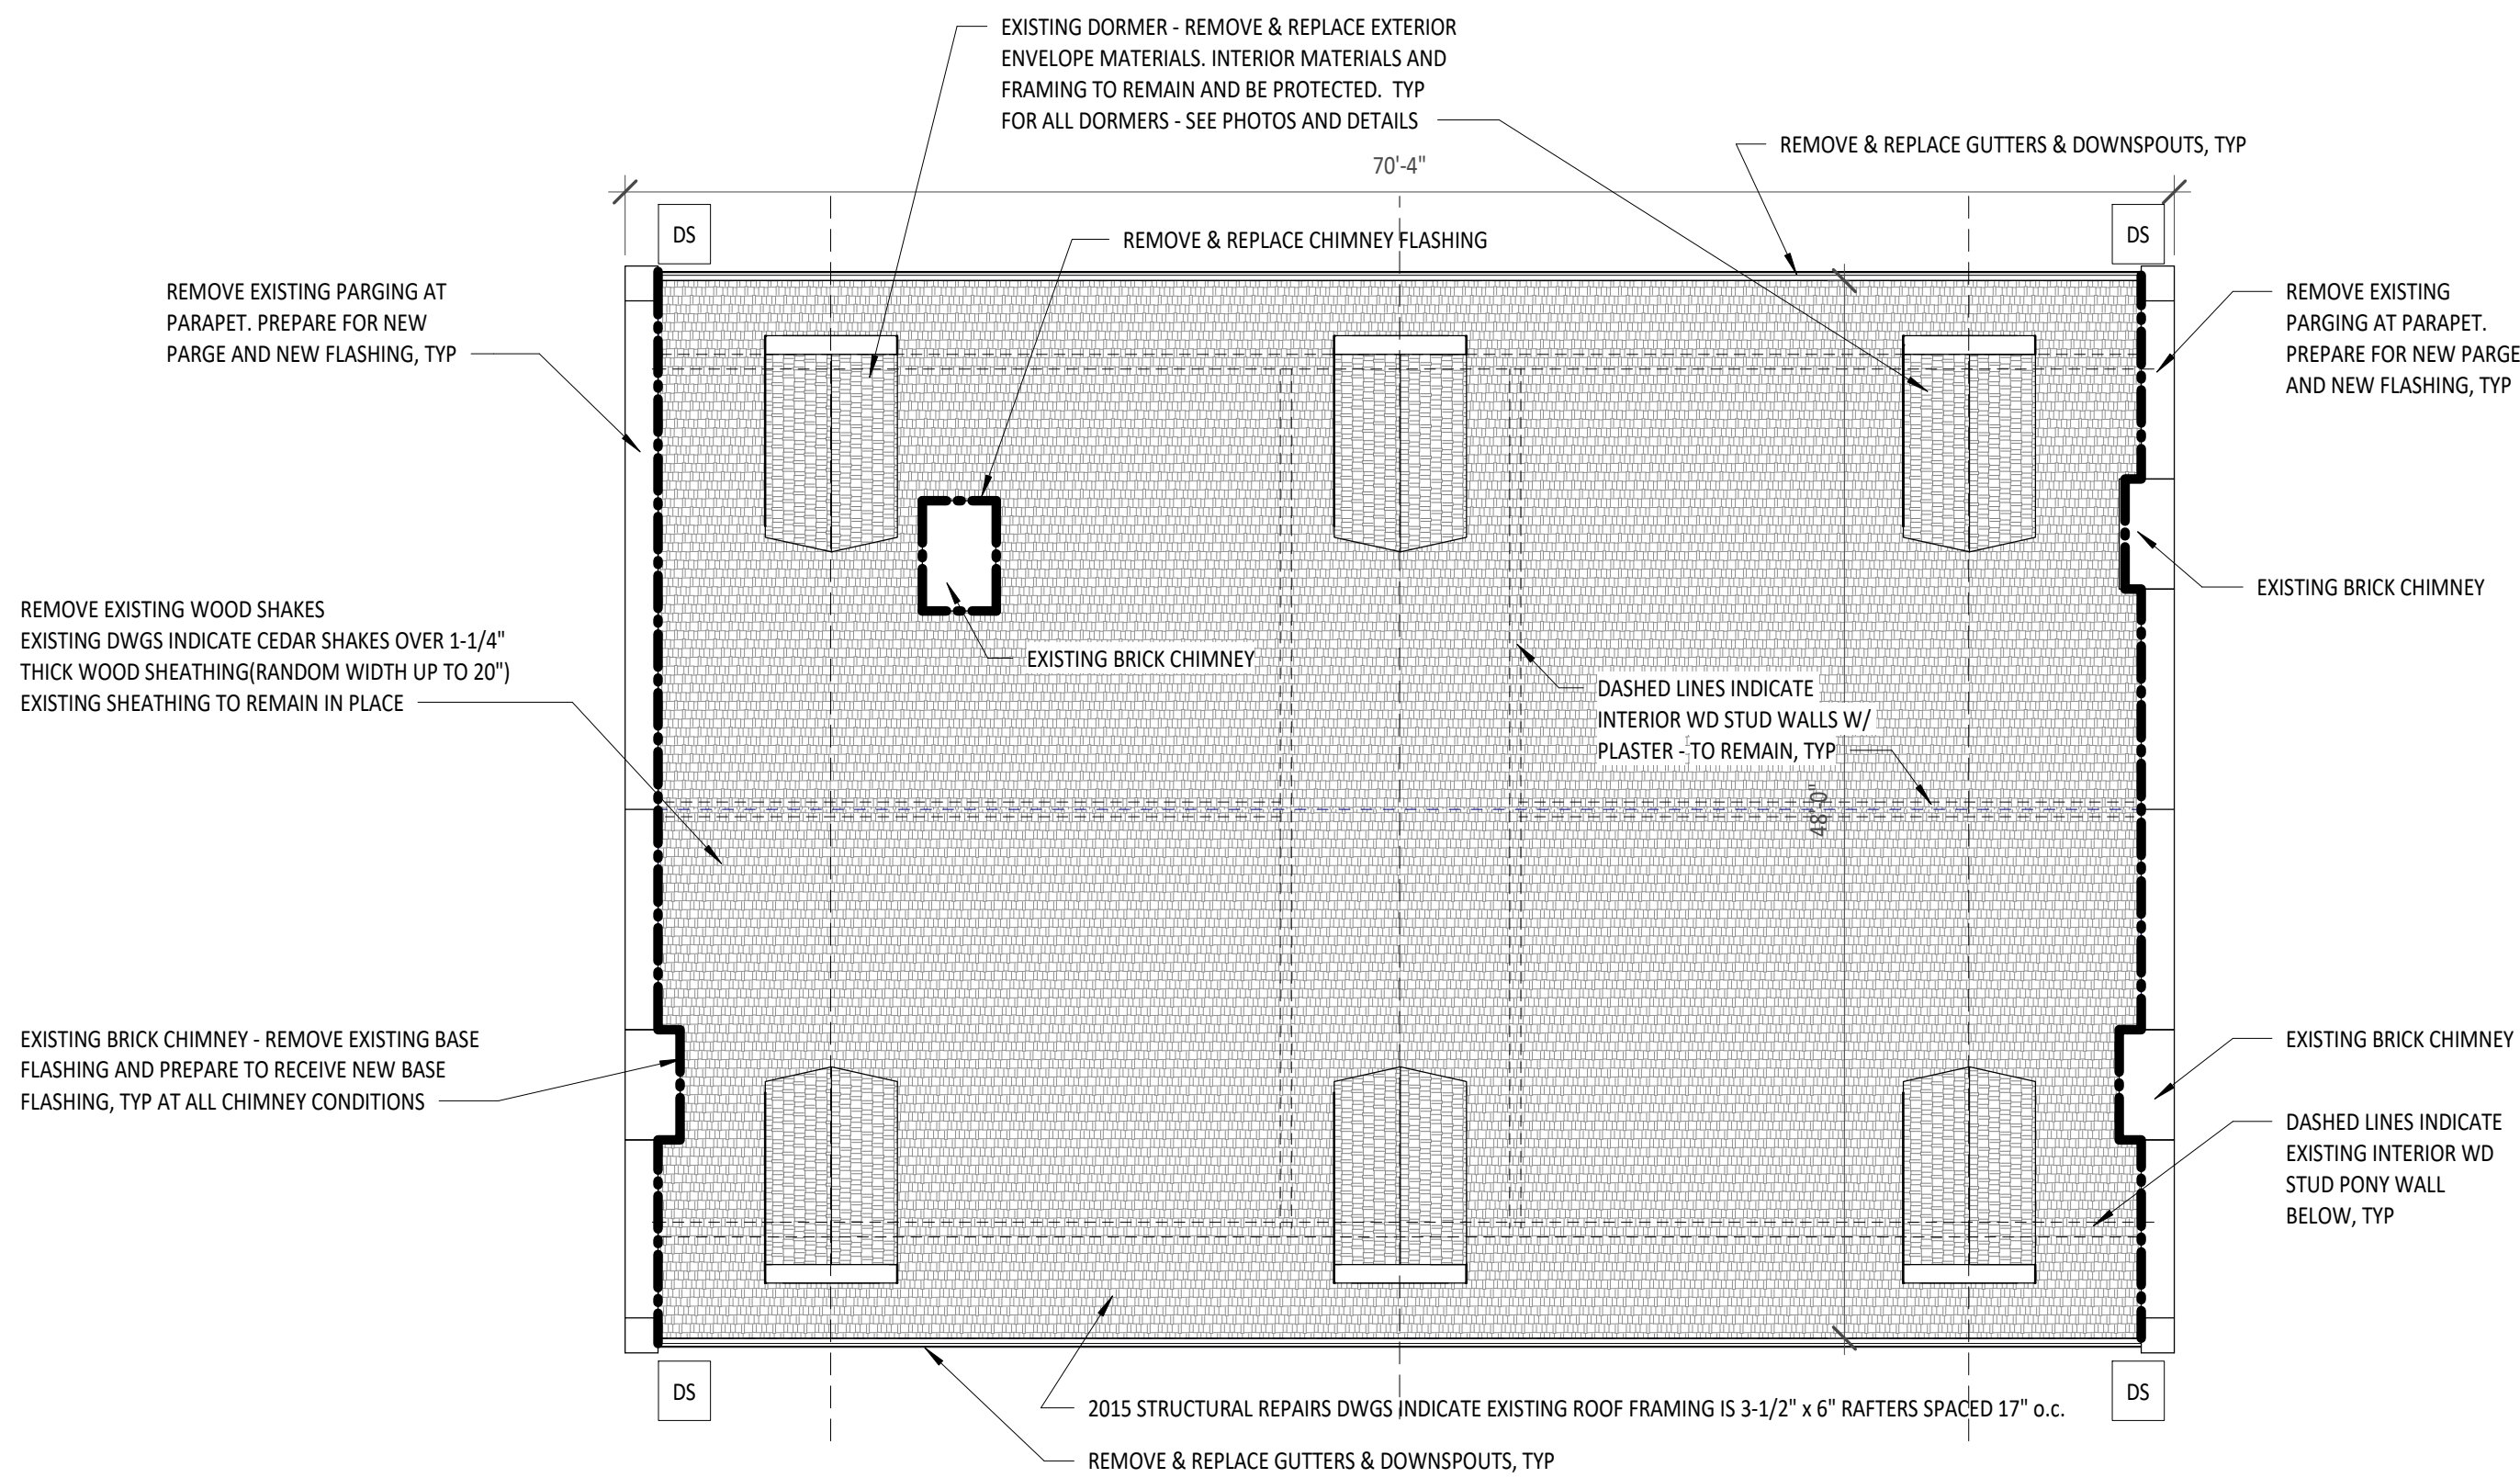 EXISTING DORMER - REMOVE & REPLACE EXTERIOR
ENVELOPE MATERIALS. INTERIOR MATERIALS AND
FRAMING TO REMAIN AND BE PROTECTED.  TYP
FOR ALL DORMERS - SEE PHOTOS AND DETAILS
REMOVE & REPLACE GUTTERS & DOWNSPOUTS, TYP
70'-4"
DS
DS
REMOVE & REPLACE CHIMNEY FLASHING
REMOVE EXISTING PARGING AT
PARAPET. PREPARE FOR NEW
PARGE AND NEW FLASHING, TYP
REMOVE EXISTING
PARGING AT PARAPET.
PREPARE FOR NEW PARGE
AND NEW FLASHING, TYP
EXISTING BRICK CHIMNEY
REMOVE EXISTING WOOD SHAKES
EXISTING DWGS INDICATE CEDAR SHAKES OVER 1-1/4"
THICK WOOD SHEATHING(RANDOM WIDTH UP TO 20")
EXISTING SHEATHING TO REMAIN IN PLACE
EXISTING BRICK CHIMNEY
DASHED LINES INDICATE
INTERIOR WD STUD WALLS W/
PLASTER - TO REMAIN, TYP
48'-0"
EXISTING BRICK CHIMNEY - REMOVE EXISTING BASE
FLASHING AND PREPARE TO RECEIVE NEW BASE
FLASHING, TYP AT ALL CHIMNEY CONDITIONS
EXISTING BRICK CHIMNEY
DASHED LINES INDICATE
EXISTING INTERIOR WD
STUD PONY WALL
BELOW, TYP
DS
DS
2015 STRUCTURAL REPAIRS DWGS INDICATE EXISTING ROOF FRAMING IS 3-1/2" x 6" RAFTERS SPACED 17" o.c.
REMOVE & REPLACE GUTTERS & DOWNSPOUTS, TYP